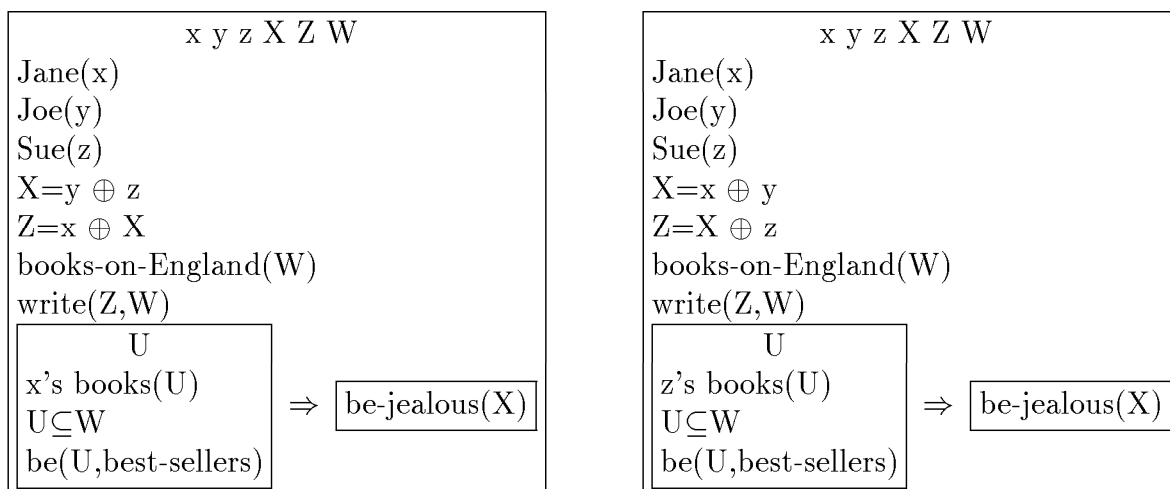 x y z X Z W
Jane(x)
Joe(y)
Sue(z)
X=y ⊕ z
Z=x ⊕ X
books-on-England(W)
write(Z,W)
U
x's books(U)
U⊆W
be(U,best-sellers)
⇒ be-jealous(X)
x y z X Z W
Jane(x)
Joe(y)
Sue(z)
X=x ⊕ y
Z=X ⊕ z
books-on-England(W)
write(Z,W)
U
z's books(U)
U⊆W
be(U,best-sellers)
⇒ be-jealous(X)